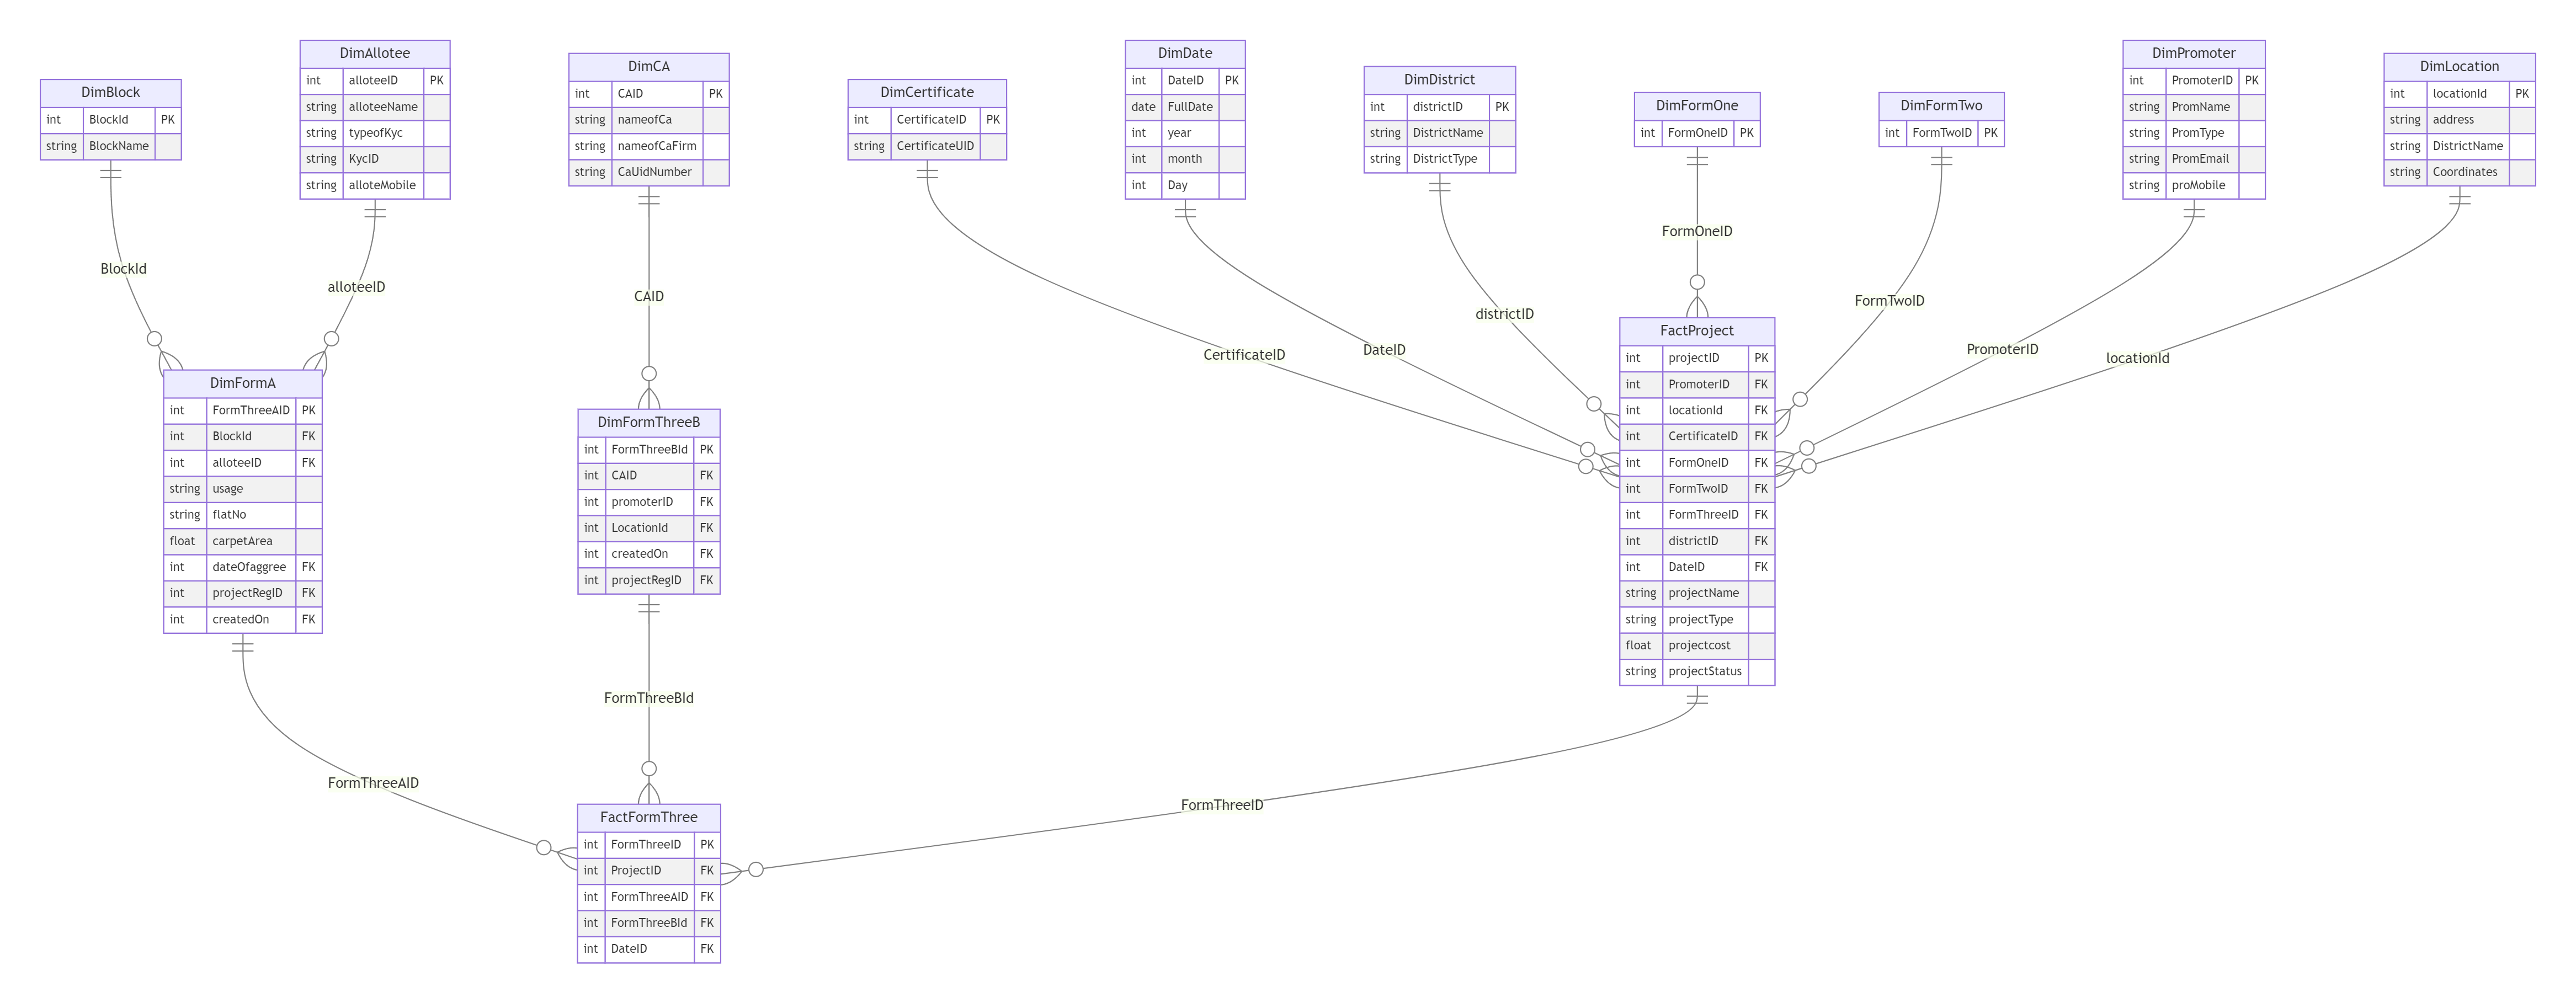 DimBlock
int BlockId PK
string BlockName
DimAllotee
int alloteeID PK
string alloteeName
string typeofKyc
string KycID
string alloteMobile
DimCA
int CAID PK
string nameofCa
string nameofCaFirm
string CaUidNumber
DimCertificate
int CertificateID PK
string CertificateUID
DimDate
int DateID PK
date FullDate
int year
int month
int Day
DimDistrict
int districtID PK
string DistrictName
string DistrictType
DimFormOne
int FormOneID PK
DimFormTwo
int FormTwoID PK
DimPromoter
int PromoterID PK
string PromName
string PromType
string PromEmail
string proMobile
DimLocation
int locationId PK
string address
string DistrictName
string Coordinates
BlockId
alloteeID
CAID
CertificateID
DateID
districtID
FormOneID
FormTwoID
PromoterID
locationId
DimFormA
int FormThreeAID PK
int BlockId FK
int alloteeID FK
string usage
string flatNo
float carpetArea
int dateOfaggree FK
int projectRegID FK
int createdOn FK
DimFormThreeB
int FormThreeBId PK
int CAID FK
int promoterID FK
int LocationId FK
int createdOn FK
int projectRegID FK
FactProject
int projectID PK
int PromoterID FK
int locationId FK
int CertificateID FK
int FormOneID FK
int FormTwoID FK
int FormThreeID FK
int districtID FK
int DateID FK
string projectName
string projectType
float projectcost
string projectStatus
FormThreeAID
FormThreeBId
FormThreeID
FactFormThree
int FormThreeID PK
int ProjectID FK
int FormThreeAID FK
int FormThreeBId FK
int DateID FK